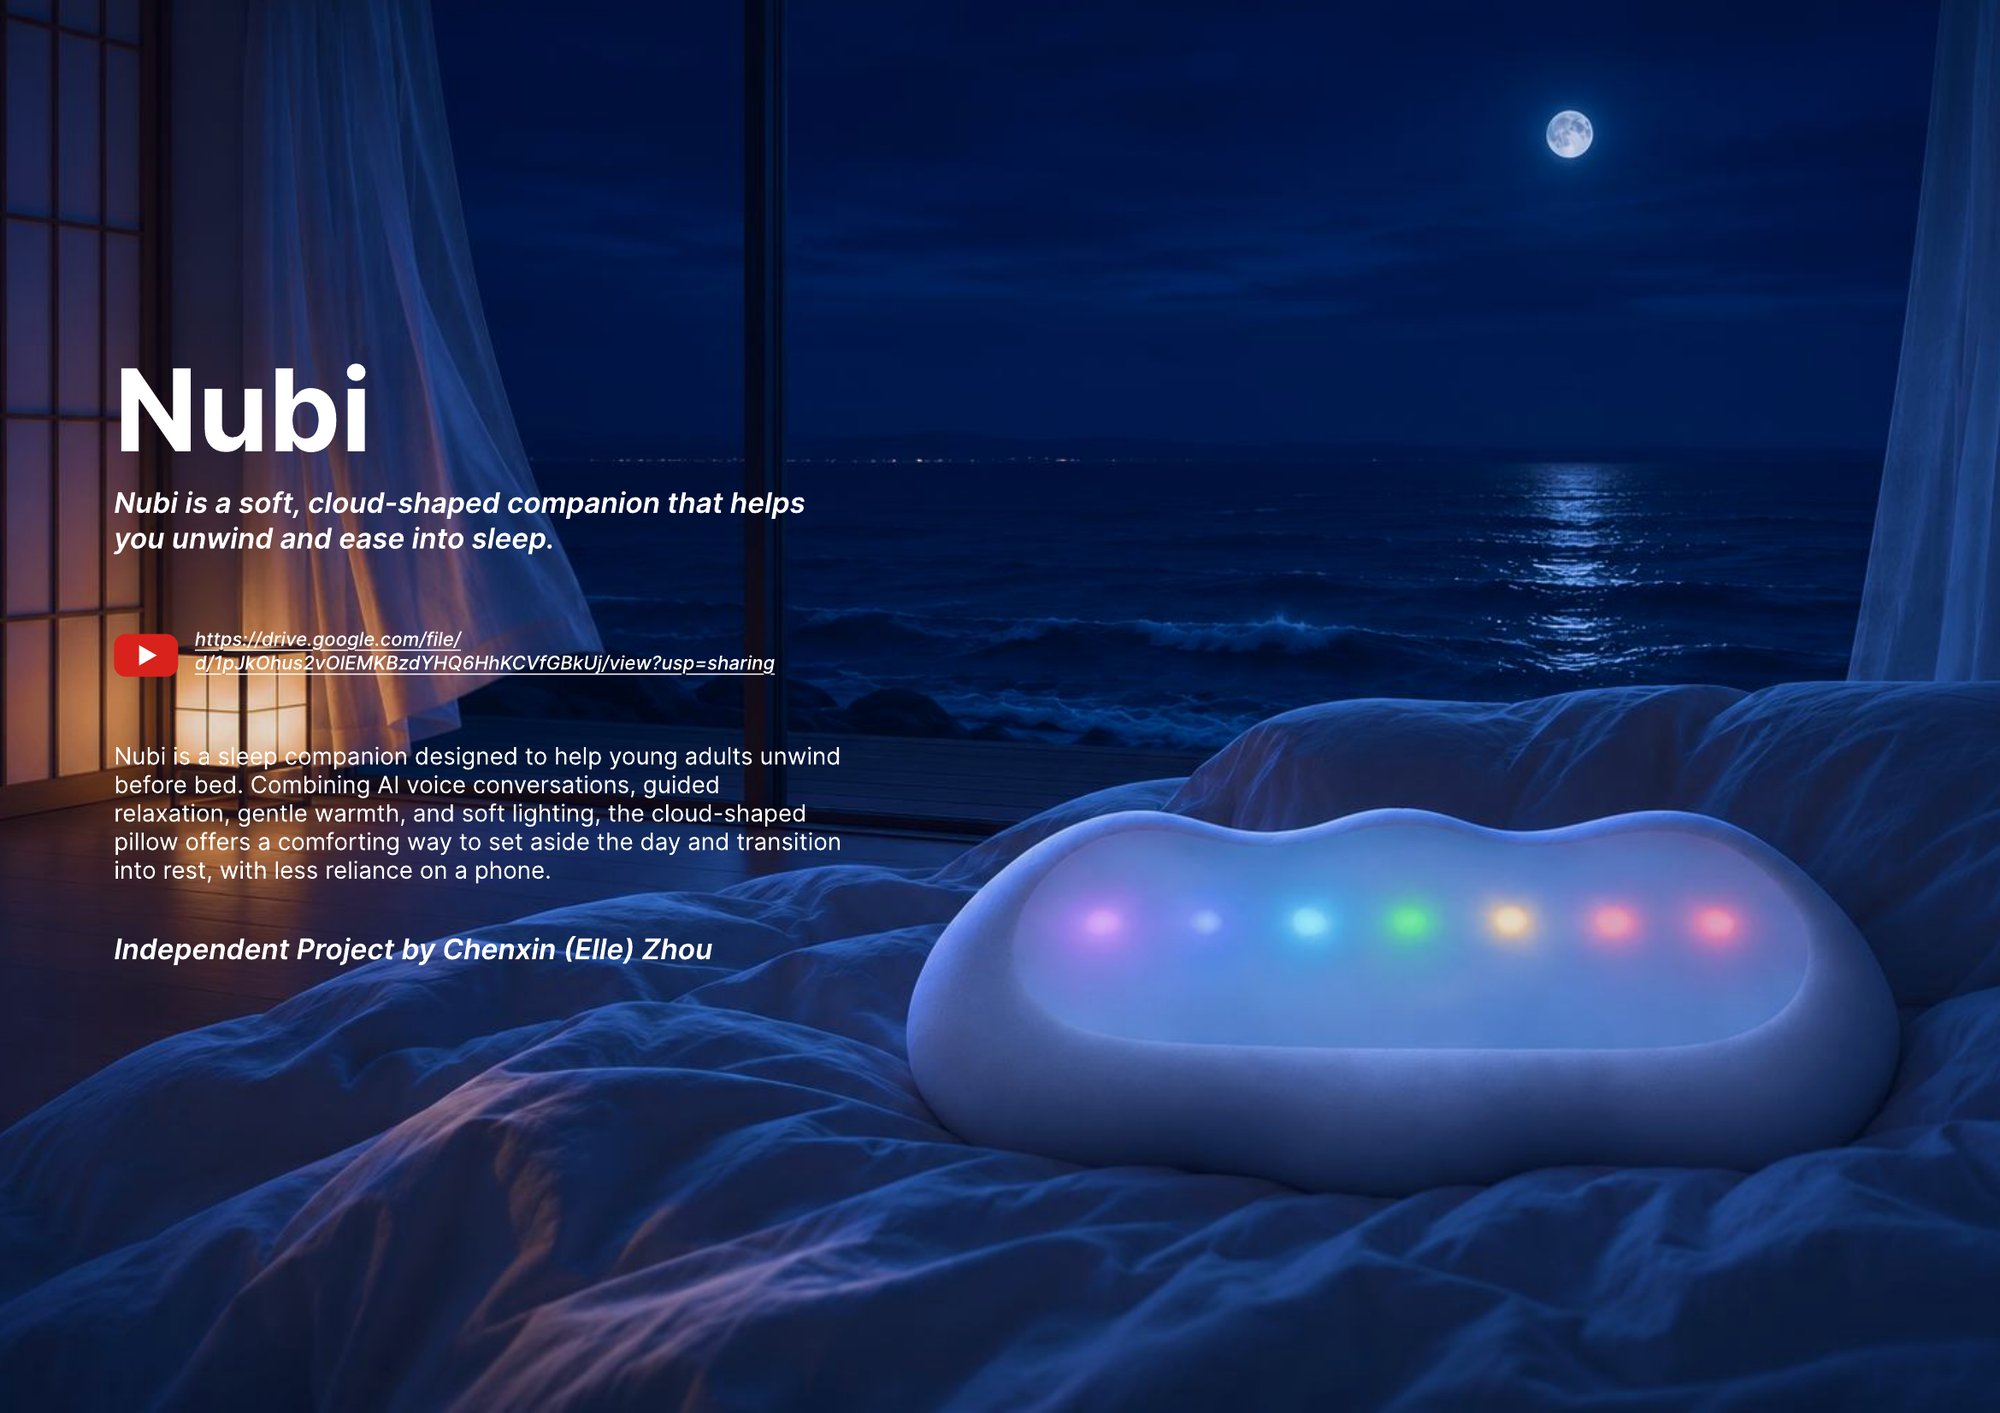 Nubi
Nubi is a soft, cloud-shaped companion that helps
you unwind and ease into sleep.
https://drive.google.com/file/
d/1pJkOhus2vOlEMKBzdYHQ6HhKCVfGBkUj/view?usp=sharing
Nubi is a sleep companion designed to help young adults unwind
before bed. Combining AI voice conversations, guided
relaxation, gentle warmth, and soft lighting, the cloud-shaped
pillow offers a comforting way to set aside the day and transition
into rest, with less reliance on a phone.
Independent Project by Chenxin (Elle) Zhou